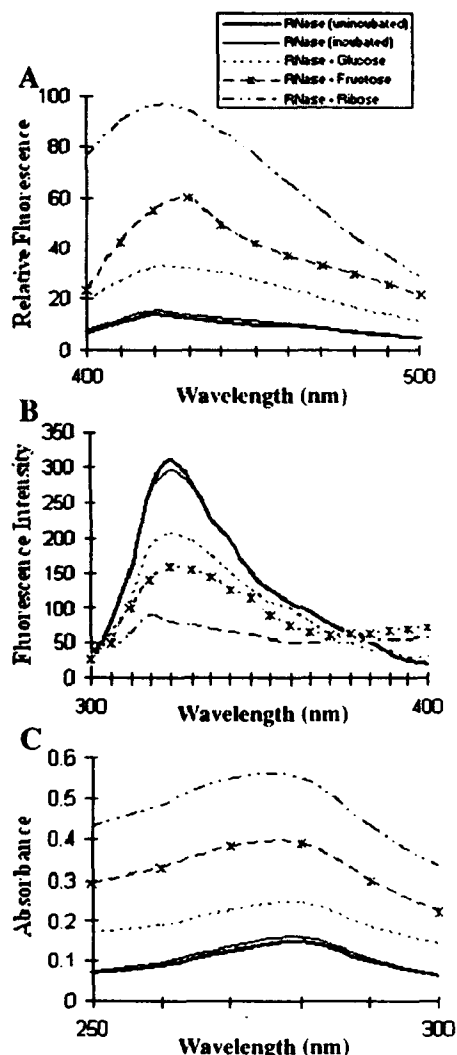 RNase (uninoubated)
RNase (inoubated)
RNase + Glucose
RNase + Fructose
RNase + Ribose
A
100
80
60
40
20
0
Relative Fluorescence
400
500
Wavelength (nm)
B
350
300
250
200
150
100
50
0
Fluorescence Intensity
300
400
Wavelength (nm)
C
0.6
0.5
0.4
0.3
0.2
0.1
0
Absorbance
250
300
Wavelength (nm)